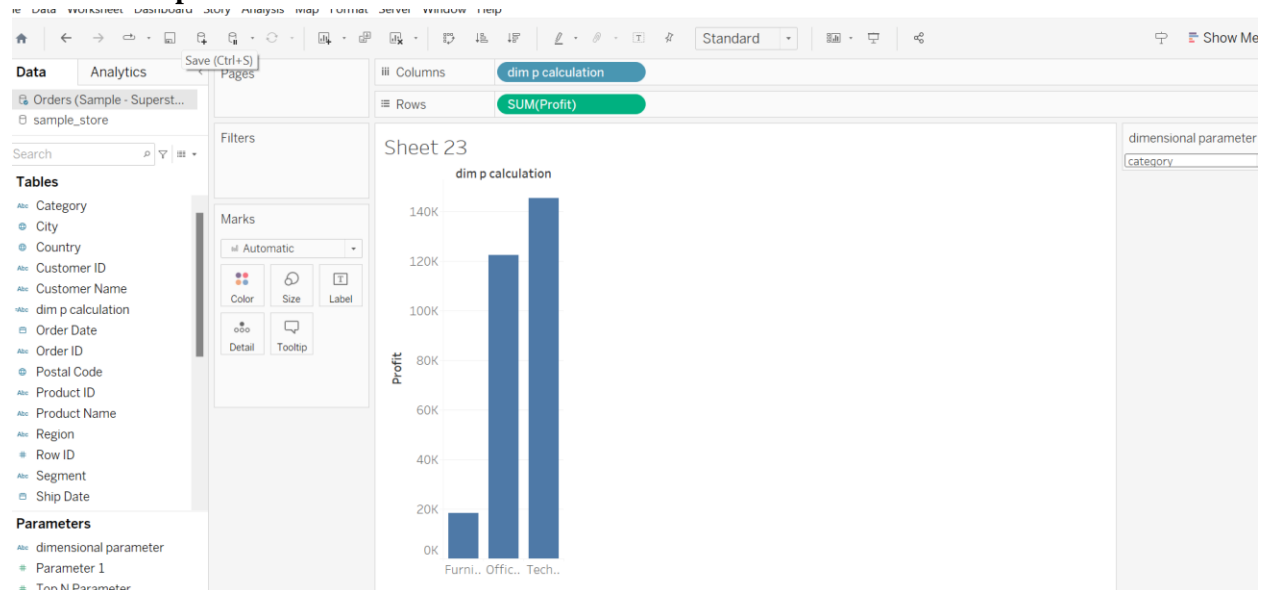 le Data Worksheet Dashboard Story Analysis Map Format Server Window Help
Standard
Show Me
Save (Ctrl+S)
Data Analytics
Orders (Sample - Superst...
sample_store
Search
Tables
Category
City
Country
Customer ID
Customer Name
dim p calculation
Order Date
Order ID
Postal Code
Product ID
Product Name
Region
Row ID
Segment
Ship Date
Parameters
dimensional parameter
Parameter 1
Top N Parameter
Pages
Filters
Marks
Automatic
Color Size Label
Detail Tooltip
Columns dim p calculation
Rows SUM(Profit)
Sheet 23
dim p calculation
Profit
140K
120K
100K
80K
60K
40K
20K
0K
Furni.. Offic.. Tech..
dimensional parameter
category